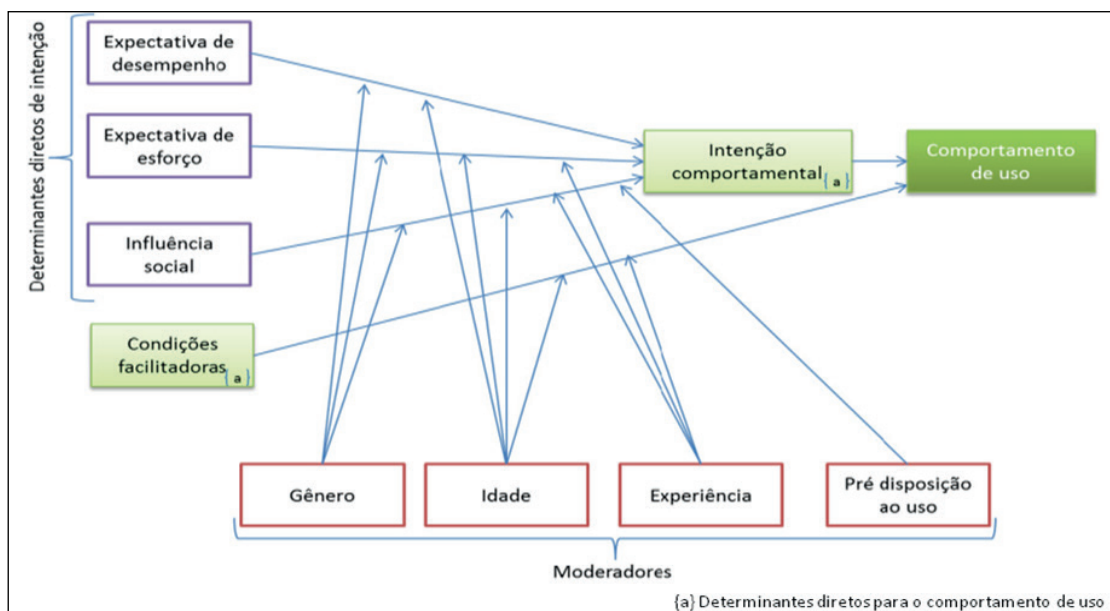 Determinantes diretos de intenção
Expectativa de
desempenho
Expectativa de
esforço
Influência
social
Condições
facilitadoras
{a}
Intenção
comportamental
{a}
Comportamento
de uso
Gênero
Idade
Experiência
Pré disposição
ao uso
Moderadores
{a} Determinantes diretos para o comportamento de uso